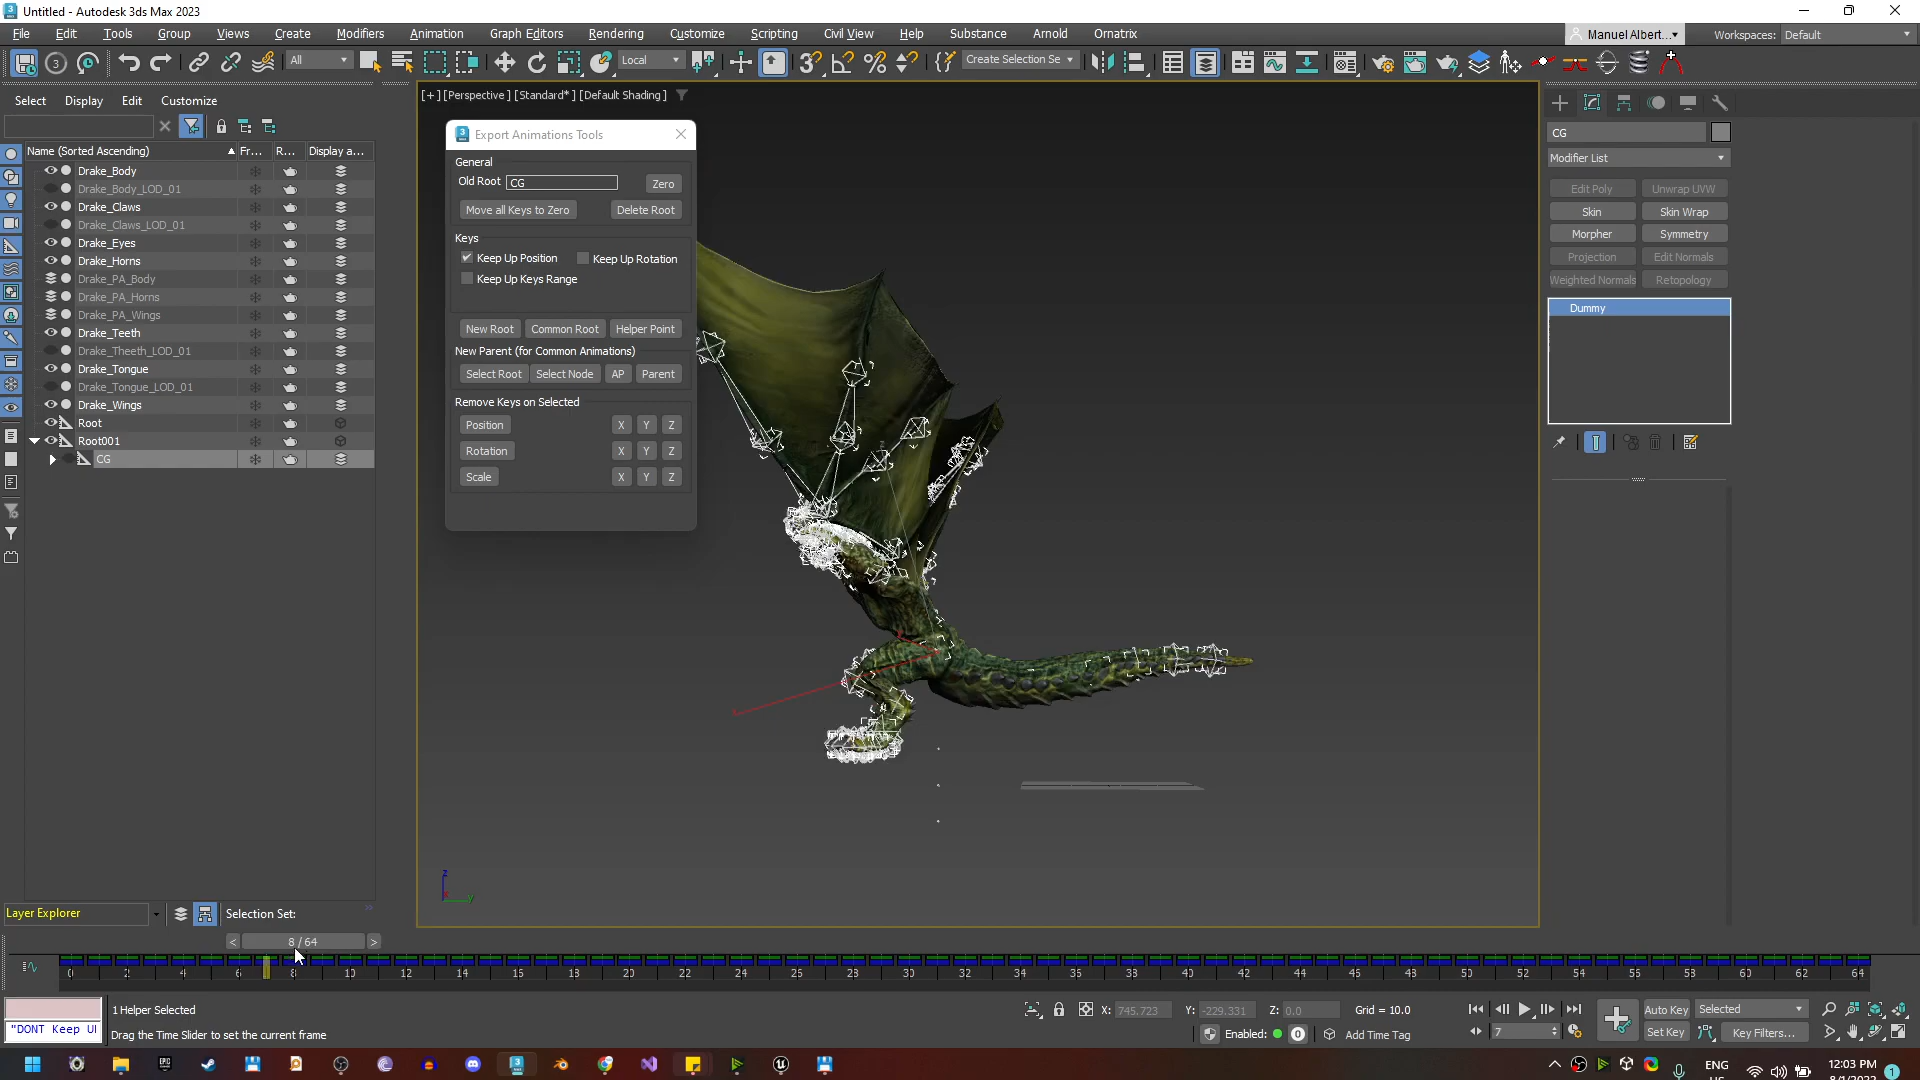 Untitled - Autodesk 3ds Max 2023
File Edit Tools Group Views Create Modifiers Animation Graph Editors Rendering Customize Scripting Civil View Help Substance Arnold Ornatrix
Manuel Albert... Workspaces: Default
All Local Create Selection Se
Select Display Edit Customize
[+] [Perspective] [Standard*] [Default Shading]
Name (Sorted Ascending) Fr... R... Display a...
Drake_Body
Drake_Body_LOD_01
Drake_Claws
Drake_Claws_LOD_01
Drake_Eyes
Drake_Horns
Drake_PA_Body
Drake_PA_Horns
Drake_PA_Wings
Drake_Teeth
Drake_Theeth_LOD_01
Drake_Tongue
Drake_Tongue_LOD_01
Drake_Wings
Root
Root001
CG
Export Animations Tools
General
Old Root CG Zero
Move all Keys to Zero Delete Root
Keys
Keep Up Position Keep Up Rotation
Keep Up Keys Range
New Root Common Root Helper Point
New Parent (for Common Animations)
Select Root Select Node AP Parent
Remove Keys on Selected
Position X Y Z
Rotation X Y Z
Scale X Y Z
CG
Modifier List
Edit Poly Unwrap UVW
Skin Skin Wrap
Morpher Symmetry
Projection Edit Normals
Weighted Normals Retopology
Dummy
z
y
Layer Explorer Selection Set:
< 8 / 64 >
0 2 4 6 8 10 12 14 16 18 20 22 24 25 28 30 32 34 36 38 40 42 44 45 48 50 52 54 56 58 60 62 64
1 Helper Selected X: 745.723 Y: -229.331 Z: 0.0 Grid = 10.0 Auto Key Selected
"DONT Keep U Drag the Time Slider to set the current frame Enabled: 0 Add Time Tag 7 Set Key Key Filters...
ENG 12:03 PM
1